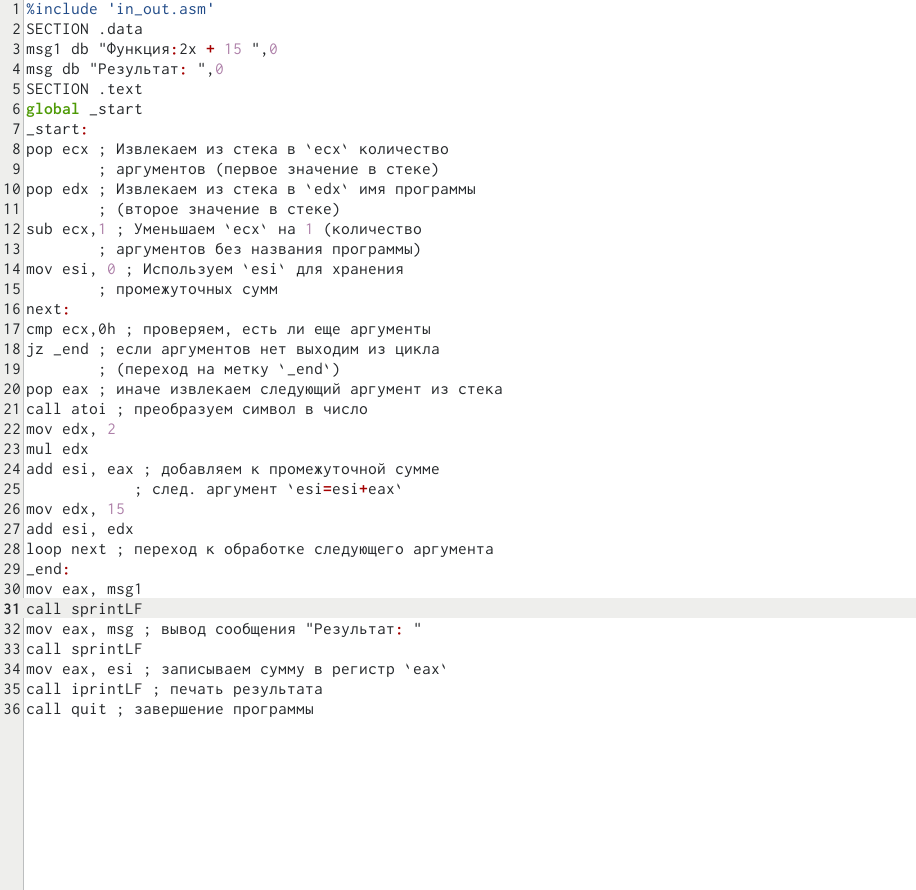 1 %include 'in_out.asm'
2 SECTION .data
3 msg1 db "Функция:2x + 15 ",0
4 msg db "Результат: ",0
5 SECTION .text
6 global _start
7 _start:
8 pop ecx ; Извлекаем из стека в `ecx` количество
9         ; аргументов (первое значение в стеке)
10 pop edx ; Извлекаем из стека в `edx` имя программы
11         ; (второе значение в стеке)
12 sub ecx,1 ; Уменьшаем `ecx` на 1 (количество
13         ; аргументов без названия программы)
14 mov esi, 0 ; Используем `esi` для хранения
15         ; промежуточных сумм
16 next:
17 cmp ecx,0h ; проверяем, есть ли еще аргументы
18 jz _end ; если аргументов нет выходим из цикла
19         ; (переход на метку `_end`)
20 pop eax ; иначе извлекаем следующий аргумент из стека
21 call atoi ; преобразуем символ в число
22 mov edx, 2
23 mul edx
24 add esi, eax ; добавляем к промежуточной сумме
25             ; след. аргумент `esi=esi+eax`
26 mov edx, 15
27 add esi, edx
28 loop next ; переход к обработке следующего аргумента
29 _end:
30 mov eax, msg1
31 call sprintLF
32 mov eax, msg ; вывод сообщения "Результат: "
33 call sprintLF
34 mov eax, esi ; записываем сумму в регистр `eax`
35 call iprintLF ; печать результата
36 call quit ; завершение программы